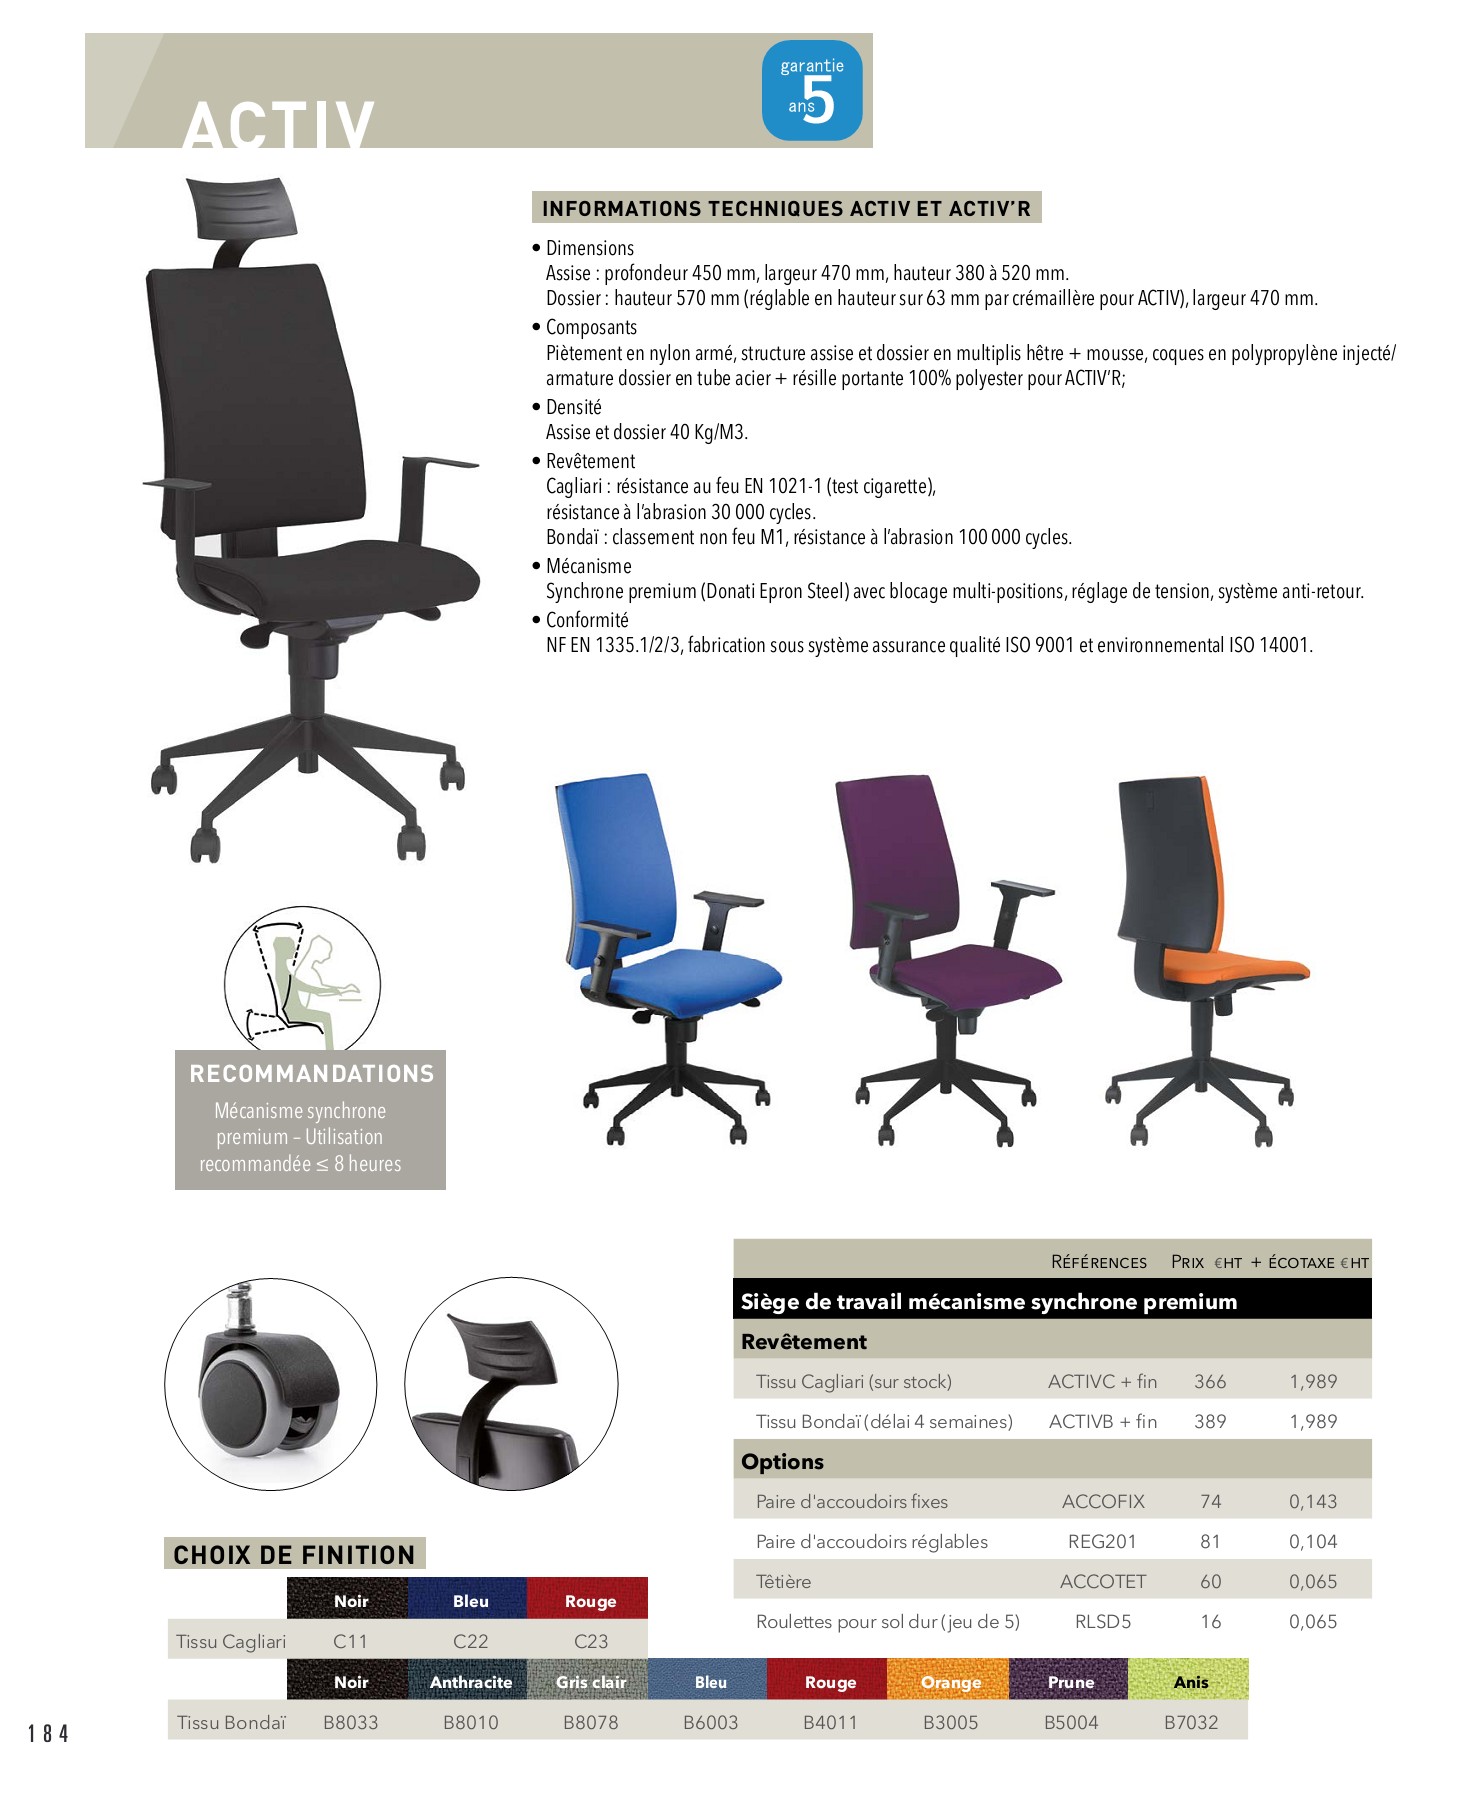 ACTIV
garantie
5
ans
INFORMATIONS TECHNIQUES ACTIV ET ACTIV’R
• Dimensions
Assise : profondeur 450 mm, largeur 470 mm, hauteur 380 à 520 mm.
Dossier : hauteur 570 mm (réglable en hauteur sur 63 mm par crémaillère pour ACTIV), largeur 470 mm.
• Composants
Piètement en nylon armé, structure assise et dossier en multiplis hêtre + mousse, coques en polypropylène injecté/
armature dossier en tube acier + résille portante 100% polyester pour ACTIV’R;
• Densité
Assise et dossier 40 Kg/M3.
• Revêtement
Cagliari : résistance au feu EN 1021-1 (test cigarette),
résistance à l’abrasion 30 000 cycles.
Bondaï : classement non feu M1, résistance à l’abrasion 100 000 cycles.
• Mécanisme
Synchrone premium (Donati Epron Steel) avec blocage multi-positions, réglage de tension, système anti-retour.
• Conformité
NF EN 1335.1/2/3, fabrication sous système assurance qualité ISO 9001 et environnemental ISO 14001.
RECOMMANDATIONS
Mécanisme synchrone
premium – Utilisation
recommandée ≤ 8 heures
Références Prix €HT + écotaxe €HT
Siège de travail mécanisme synchrone premium
Revêtement
Tissu Cagliari (sur stock) ACTIVC + fin 366 1,989
Tissu Bondaï (délai 4 semaines) ACTIVB + fin 389 1,989
Options
Paire d'accoudoirs fixes ACCOFIX 74 0,143
Paire d'accoudoirs réglables REG201 81 0,104
Têtière ACCOTET 60 0,065
Roulettes pour sol dur (jeu de 5) RLSD5 16 0,065
CHOIX DE FINITION
Noir Bleu Rouge
Tissu Cagliari C11 C22 C23
Noir Anthracite Gris clair Bleu Rouge Orange Prune Anis
Tissu Bondaï B8033 B8010 B8078 B6003 B4011 B3005 B5004 B7032
184